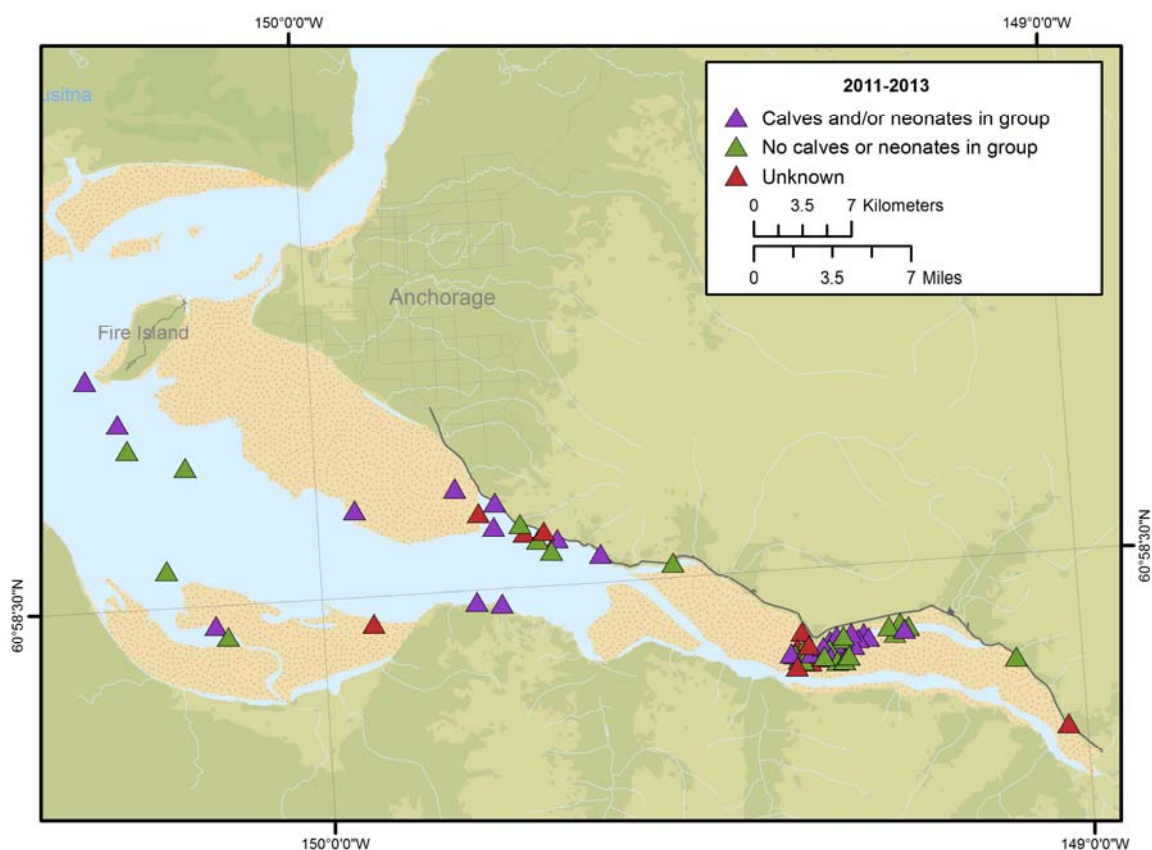 150°0'0"W
149°0'0"W
usitna
2011-2013
Calves and/or neonates in group
No calves or neonates in group
Unknown
0 3.5 7 Kilometers
0 3.5 7 Miles
Anchorage
Fire Island
60°58'30"N
60°58'30"N
150°0'0"W
149°0'0"W